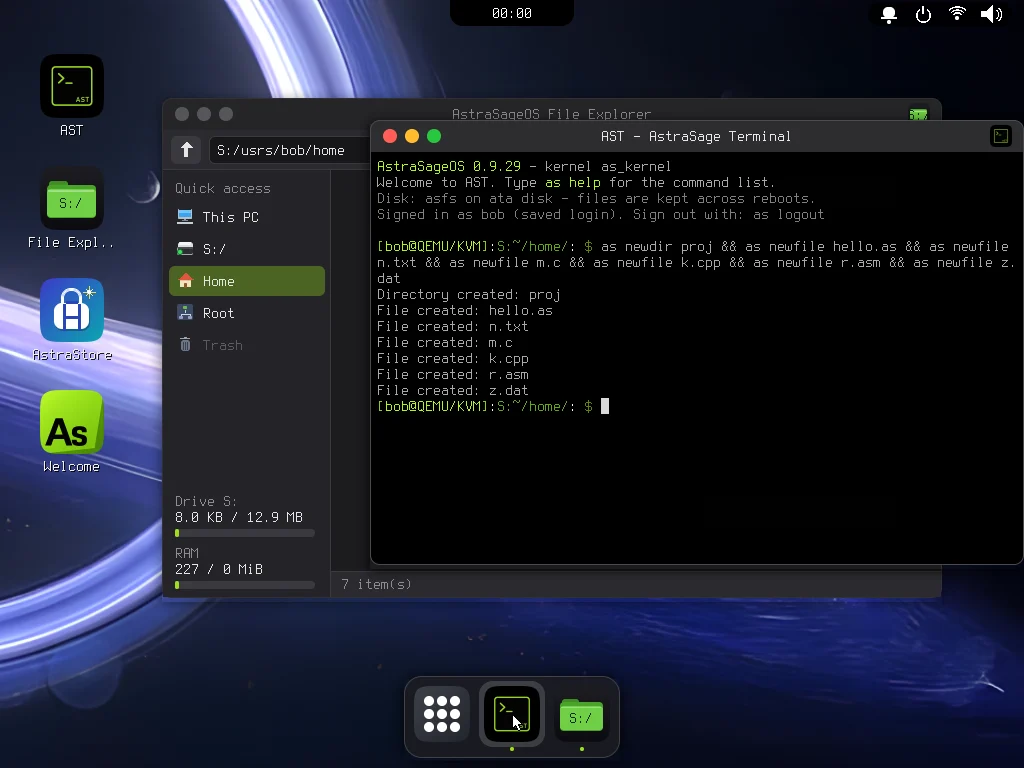 00:00
AST
AST
S:/
File Expl..
AstraStore
As
Welcome
AstraSageOS File Explorer
S:/
S:/usrs/bob/home
Quick access
This PC
S:/
Home
Root
Trash
Drive S:
8.0 KB / 12.9 MB
RAM
227 / 0 MiB
7 item(s)
AST - AstraSage Terminal
AstraSageOS 0.9.29 - kernel as_kernel
Welcome to AST. Type as help for the command list.
Disk: asfs on ata disk - files are kept across reboots.
Signed in as bob (saved login). Sign out with: as logout
[bob@QEMU/KVM]:S:~/home/: $ as newdir proj && as newfile hello.as && as newfile
n.txt && as newfile m.c && as newfile k.cpp && as newfile r.asm && as newfile z.
dat
Directory created: proj
File created: hello.as
File created: n.txt
File created: m.c
File created: k.cpp
File created: r.asm
File created: z.dat
[bob@QEMU/KVM]:S:~/home/: $
S:/